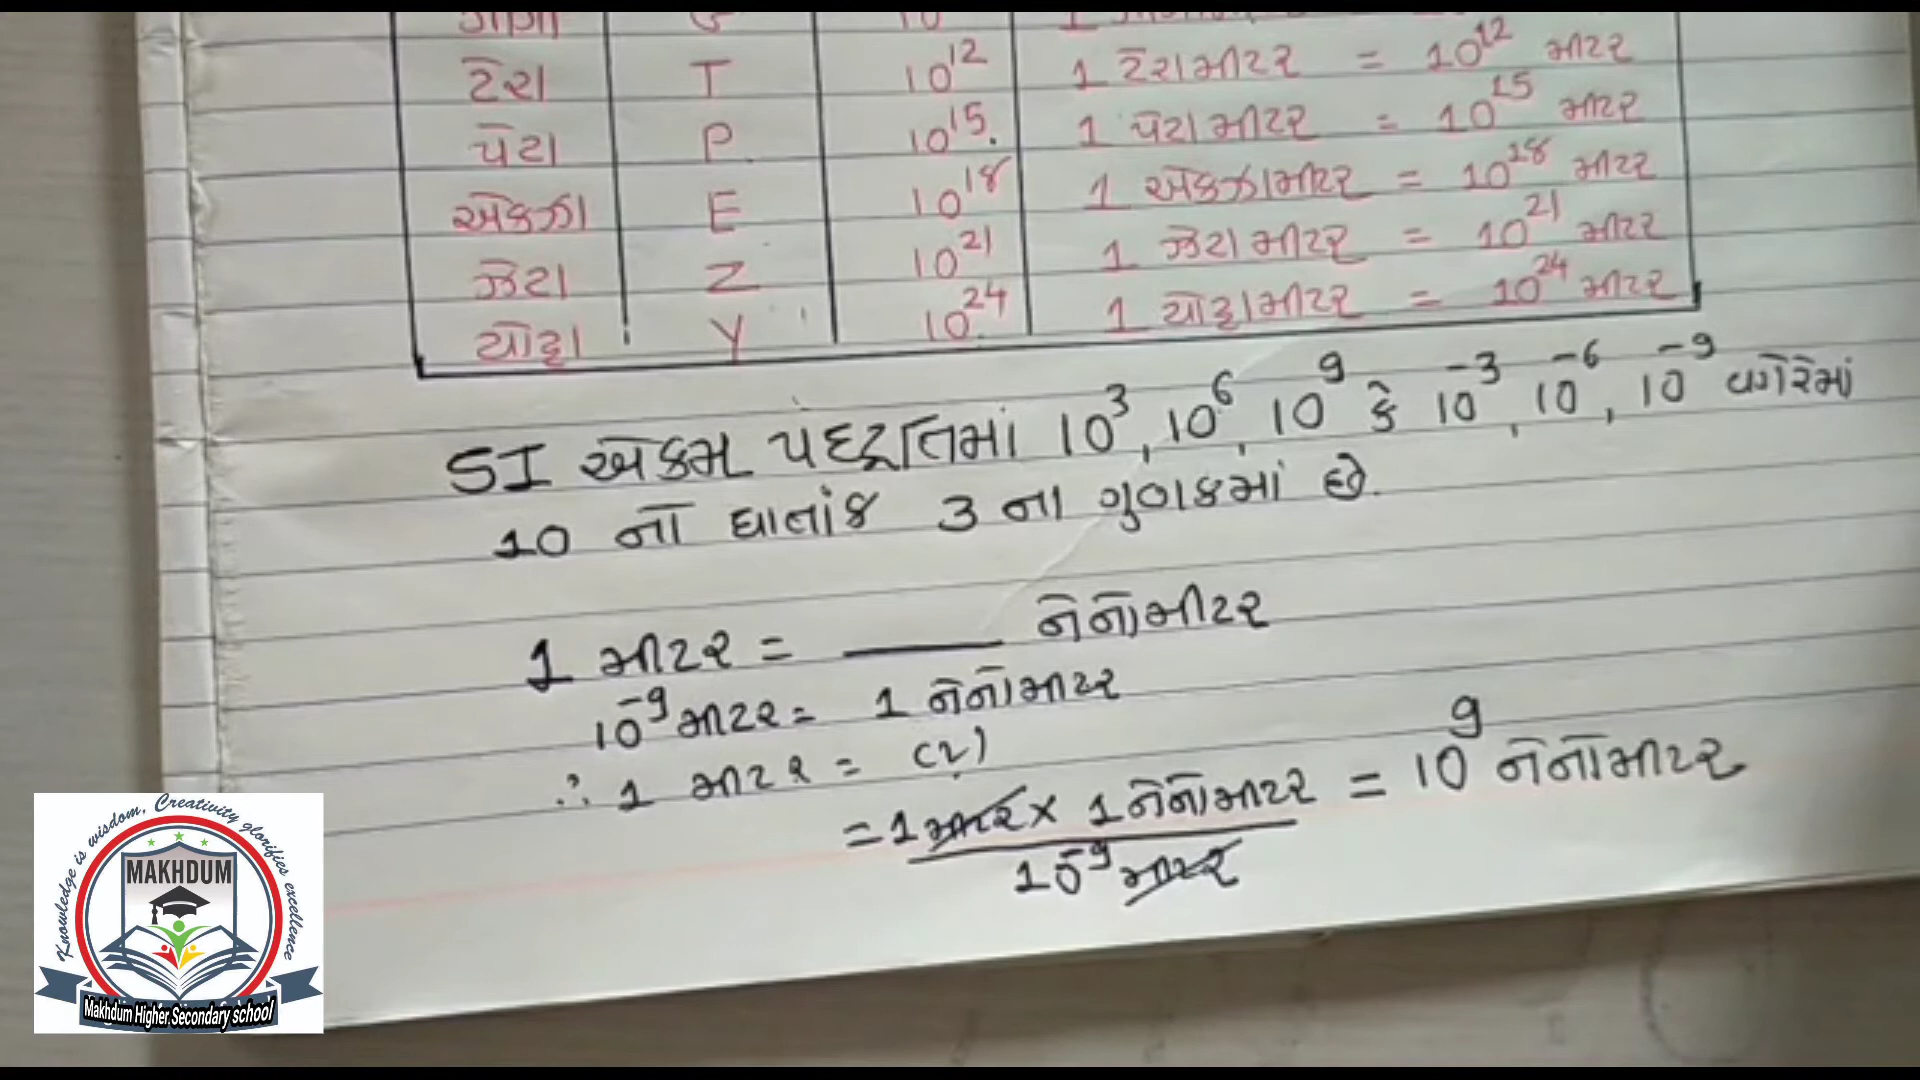 ટેરા T 10^12 1 ટેરામીટર = 10^12 મીટર
પેટા P 10^15. 1 પેટામીટર = 10^15 મીટર
એકઝા E 10^18 1 એકઝામીટર = 10^18 મીટર
ઝેટા Z 10^21 1 ઝેટામીટર = 10^21 મીટર
યોટ્ટા Y 10^24 1 યોટ્ટામીટર = 10^24 મીટર
SI એકમ પદ્ધતિમાં 10^3, 10^6, 10^9 કે 10^-3, 10^-6, 10^-9 વગેરેમાં
10 નો ઘાતાંક 3 ના ગુણકમાં છે.
1 મીટર = ___ નેનોમીટર
10^-9 મીટર = 1 નેનોમીટર
∴ 1 મીટર = (?)
= 1 મીટર × 1 નેનોમીટર / 10^-9 મીટર = 10^9 નેનોમીટર
Knowledge is wisdom, Creativity glorifies excellence
MAKHDUM
Makhdum Higher Secondary school